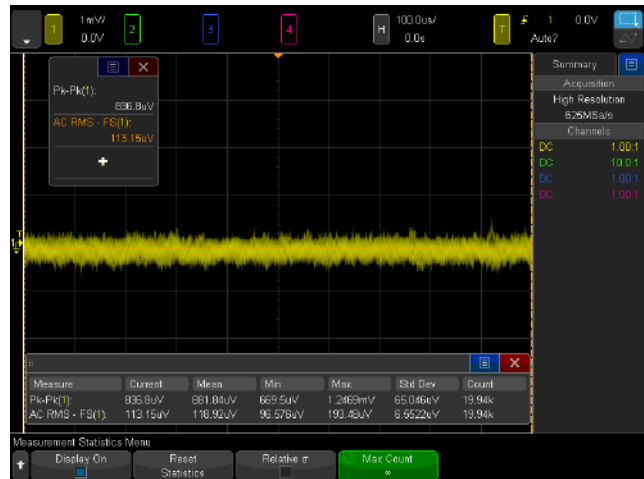 1 1mV/ 0.0V 2 3 4 H 100.0us/ 0.0s T 1 0.0V Auto?
Summary
Acquisition
High Resolution
625MSa/s
Channels
DC 1.00:1
DC 10.0:1
DC 1.00:1
DC 1.00:1
Pk-Pk(1):
836.8uV
AC RMS - FS(1):
113.15uV
T
1
Measure Current Mean Min Max Std Dev Count
Pk-Pk(1): 836.8uV 881.84uV 669.5uV 1.2469mV 65.046uV 19.94k
AC RMS - FS(1): 113.15uV 118.92uV 96.576uV 193.48uV 6.5522uV 19.94k
Measurement Statistics Menu
Display On Reset Statistics Relative σ Max Count ∞